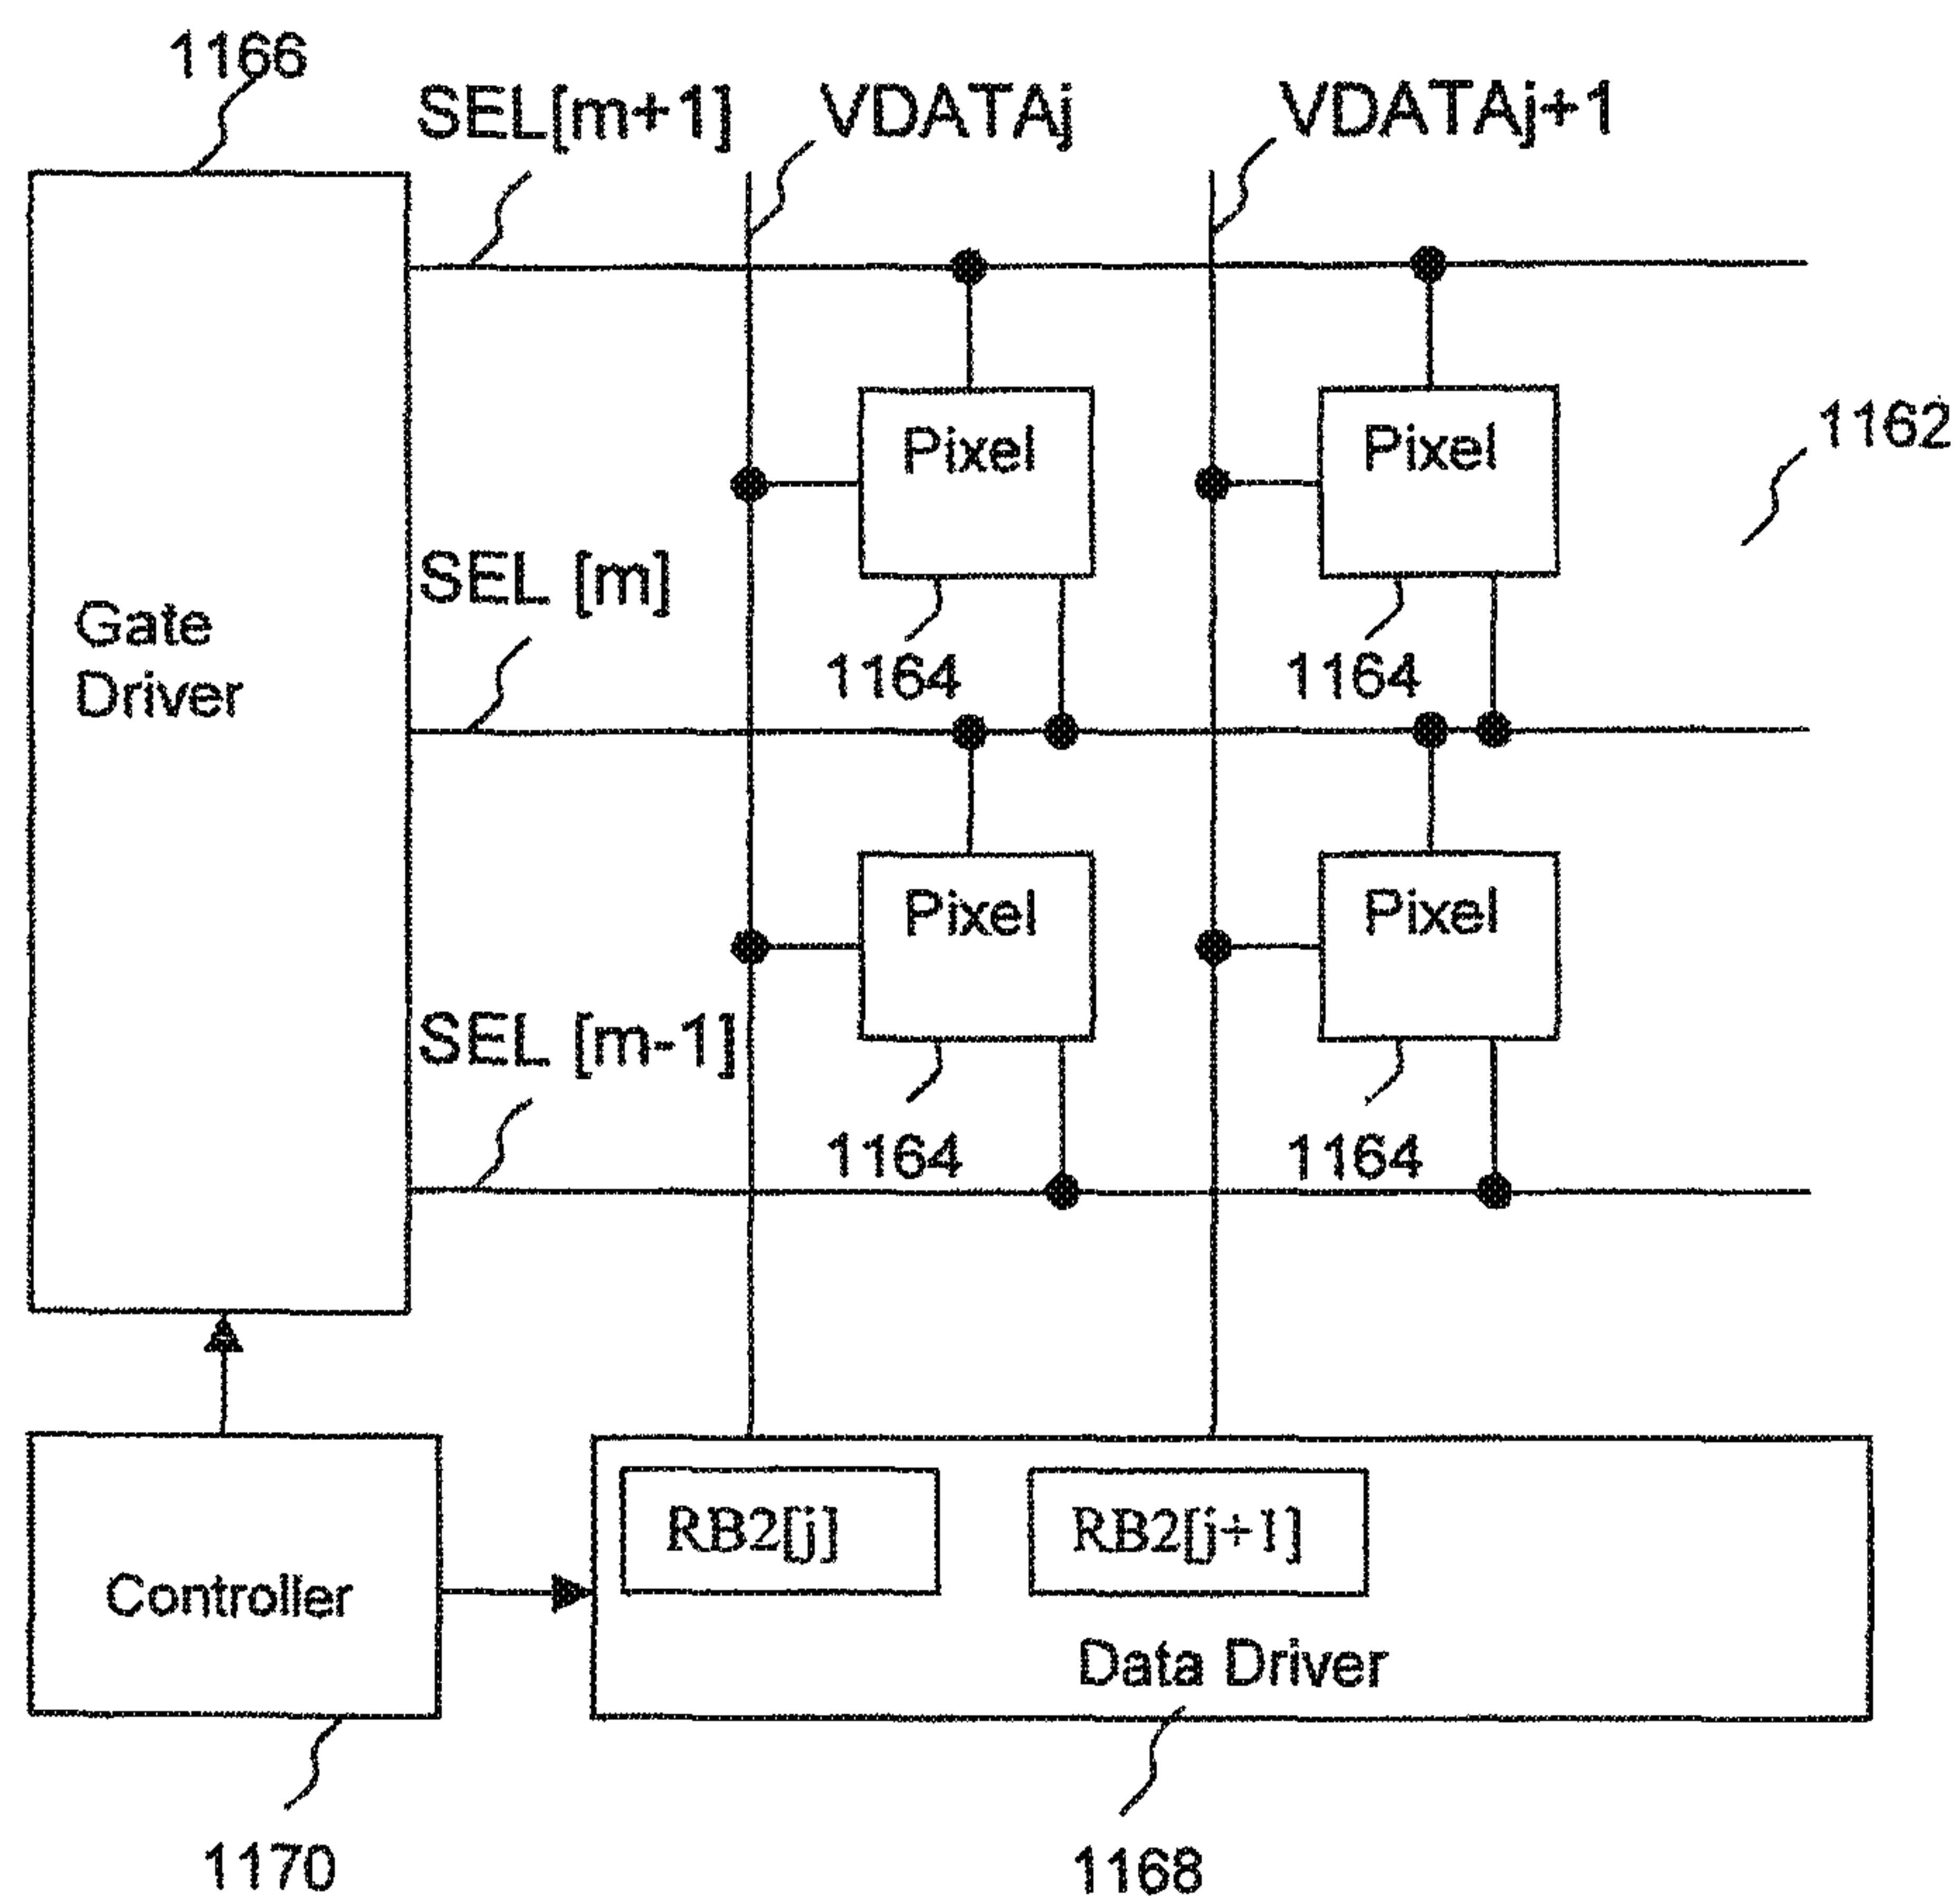 1166
SEL[m+1]
VDATAj
VDATAj+1
Pixel
Pixel
1162
SEL [m]
Gate
Driver
1164
1164
Pixel
Pixel
SEL [m-1]
1164
1164
RB2[j]
RB2[j+1]
Controller
Data Driver
1170
1168